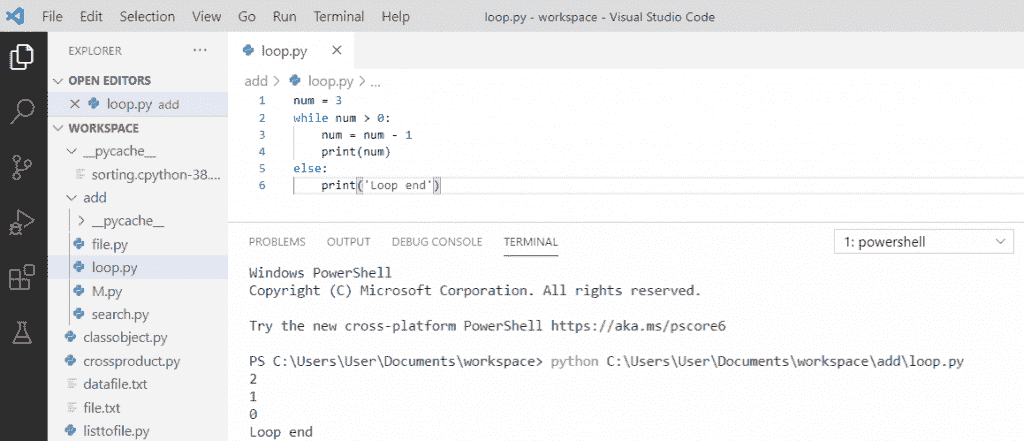 File Edit Selection View Go Run Terminal Help loop.py - workspace - Visual Studio Code
EXPLORER ...
OPEN EDITORS
loop.py add
WORKSPACE
__pycache__
sorting.cpython-38....
add
__pycache__
file.py
loop.py
M.py
search.py
classobject.py
crossproduct.py
datafile.txt
file.txt
listtofile.py
loop.py
add > loop.py > ...
1 num = 3
2 while num > 0:
3     num = num - 1
4     print(num)
5 else:
6     print('Loop end')
PROBLEMS OUTPUT DEBUG CONSOLE TERMINAL 1: powershell
Windows PowerShell
Copyright (C) Microsoft Corporation. All rights reserved.
Try the new cross-platform PowerShell https://aka.ms/pscore6
PS C:\Users\User\Documents\workspace> python C:\Users\User\Documents\workspace\add\loop.py
2
1
0
Loop end